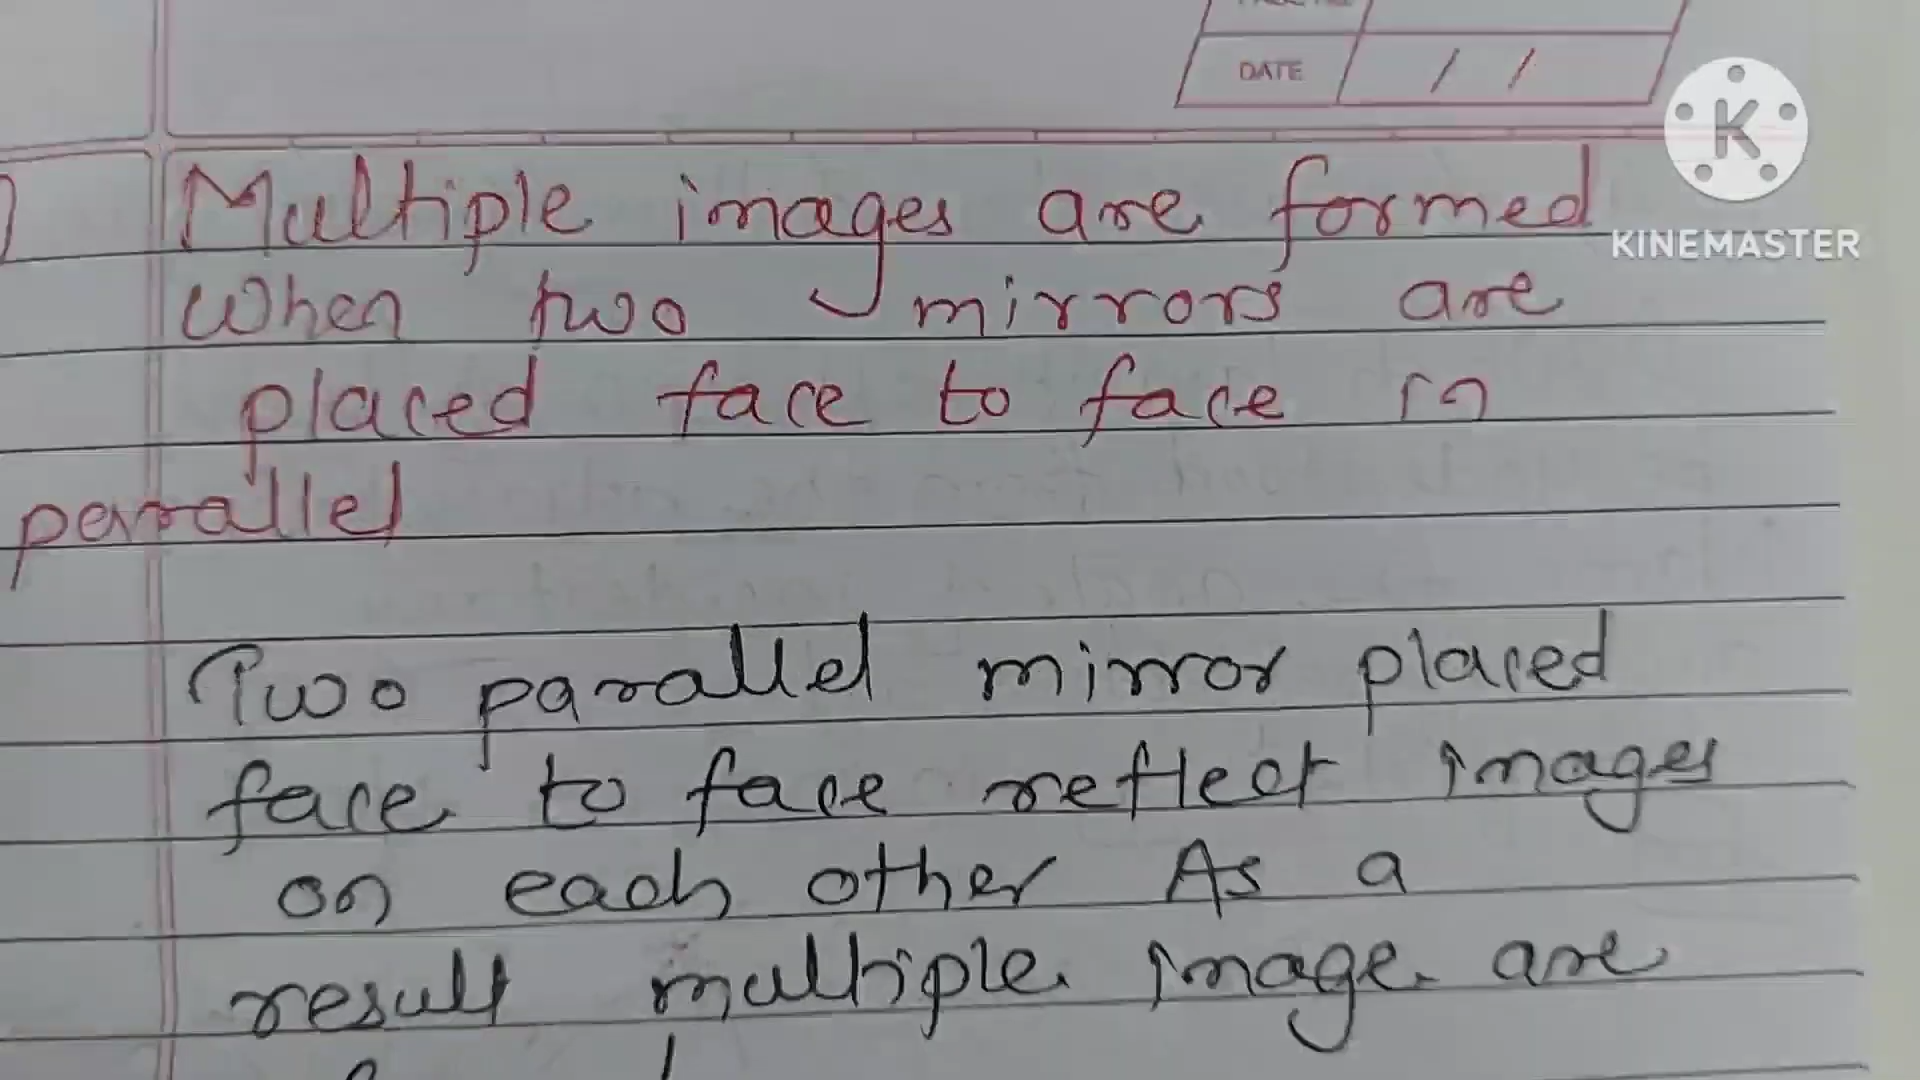 DATE / /
K
KINEMASTER
Multiple images are formed
When two mirrors are
placed face to face in
parallel
Two parallel mirror placed
face to face reflect images
on each other As a
result multiple image are